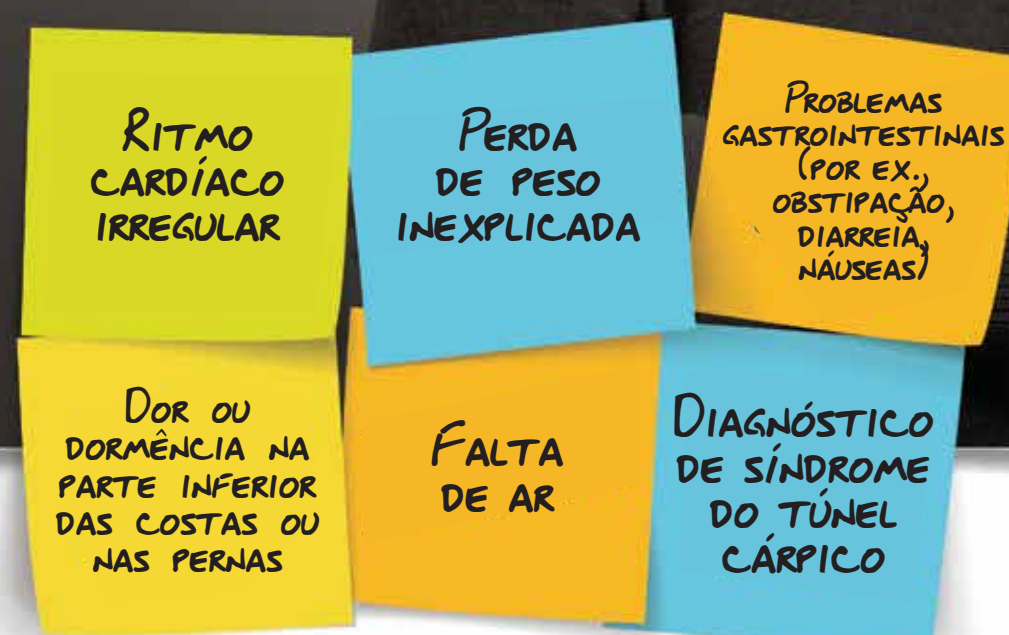 Ritmo
cardíaco
irregular
Perda
de peso
inexplicada
Problemas
gastrointestinais
(por ex.,
obstipação,
diarreia,
náuseas)
Dor ou
dormência na
parte inferior
das costas ou
nas pernas
Falta
de ar
Diagnóstico
de síndrome
do túnel
cárpico